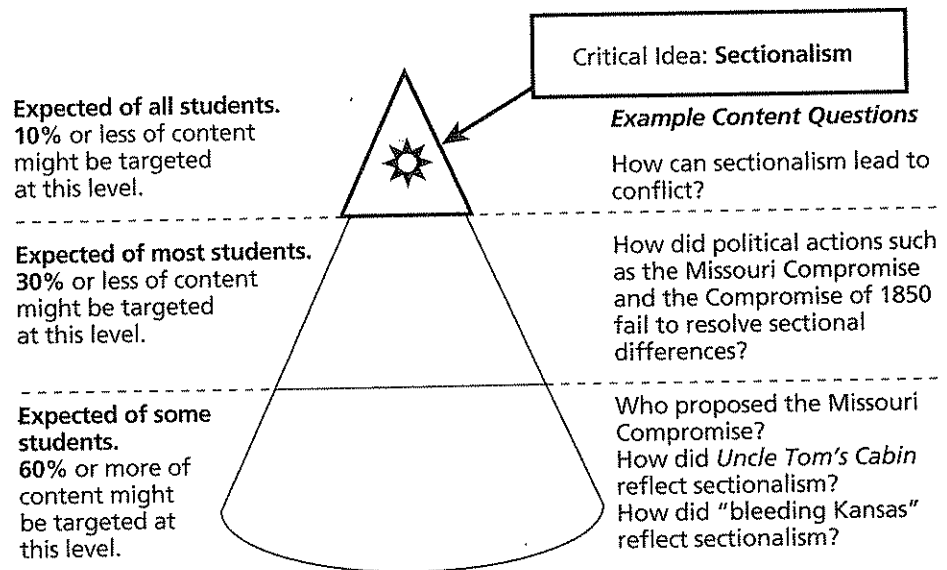 Critical Idea: Sectionalism
Expected of all students.
10% or less of content
might be targeted
at this level.
Example Content Questions
How can sectionalism lead to
conflict?
Expected of most students.
30% or less of content
might be targeted
at this level.
How did political actions such
as the Missouri Compromise
and the Compromise of 1850
fail to resolve sectional
differences?
Expected of some
students.
60% or more of
content might
be targeted at
this level.
Who proposed the Missouri
Compromise?
How did Uncle Tom's Cabin
reflect sectionalism?
How did "bleeding Kansas"
reflect sectionalism?